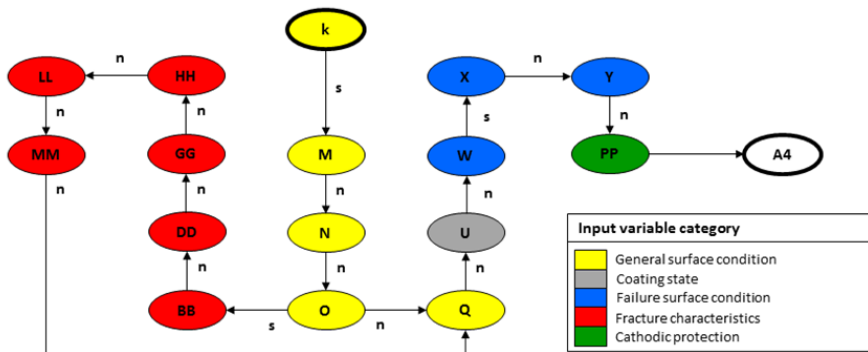 k
n
n
LL
HH
X
Y
s
n
n
s
n
MM
GG
M
W
PP
A4
n
n
n
n
DD
N
U
Input variable category
n
n
n
General surface condition
Coating state
BB
s
O
n
Q
Failure surface condition
Fracture characteristics
Cathodic protection